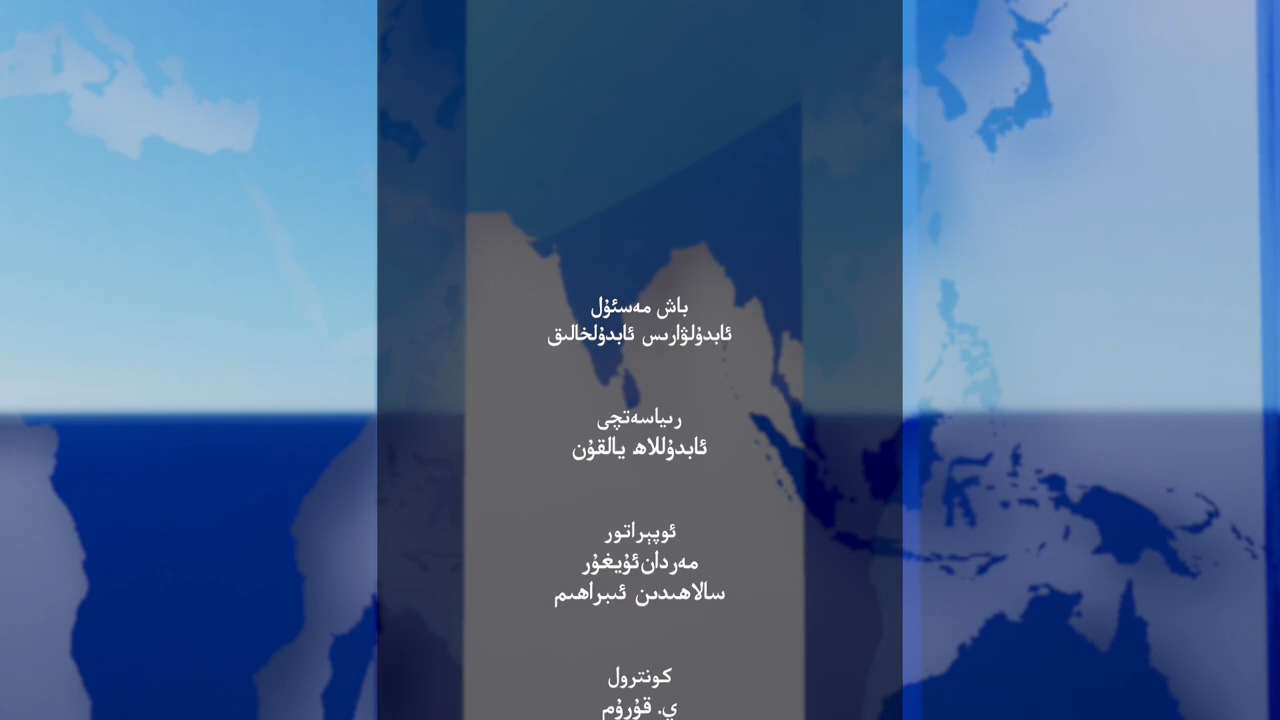 باش مەسئۇل
ئابدۇلۋارىس ئابدۇلخالىق
رىياسەتچى
ئابدۇللاھ يالقۇن
ئوپېراتور
مەردان ئۇيغۇر
سالاھىدىن ئىبراھىم
كونترول
ي. قۇرۇم